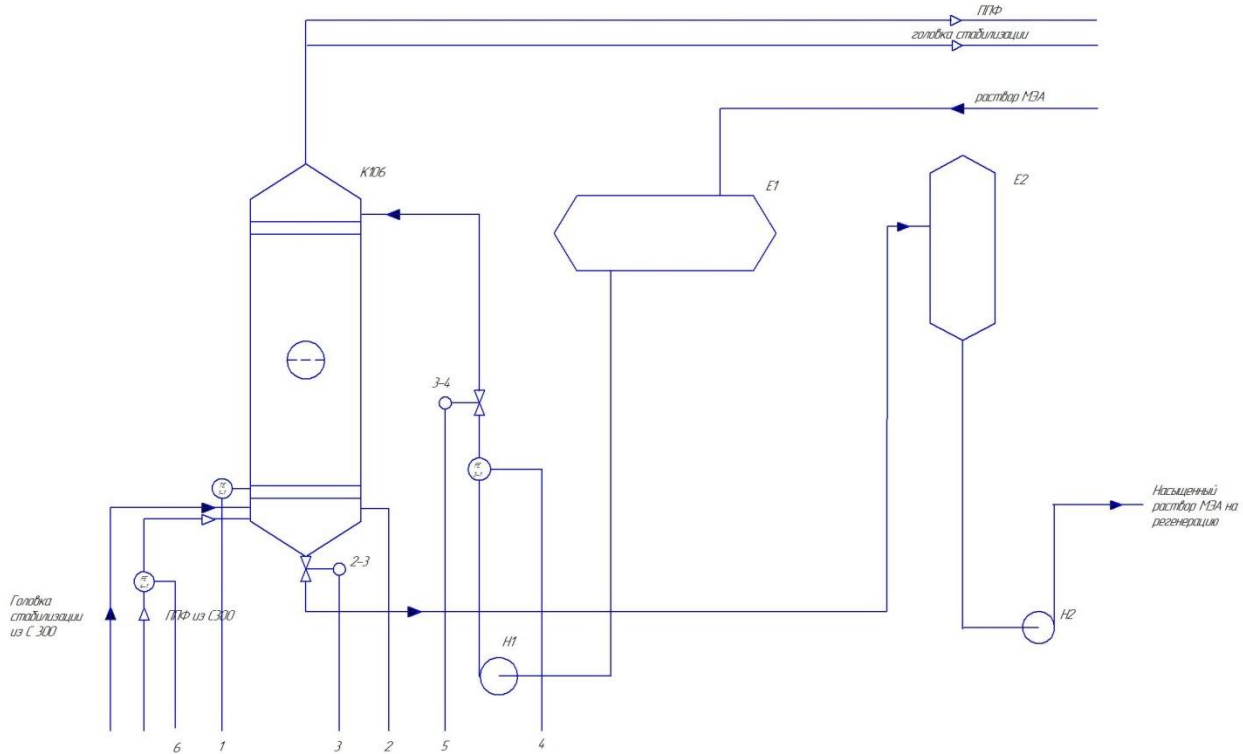 ППФ
головка стабилизации
раствор МЭА
К106
Е1
Е2
3-4
2-3
Насыщенный
раствор МЭА на
регенерацию
Головка
стабилизации
из С 300
ППФ из С300
Н1
Н2
6
1
3
2
5
4